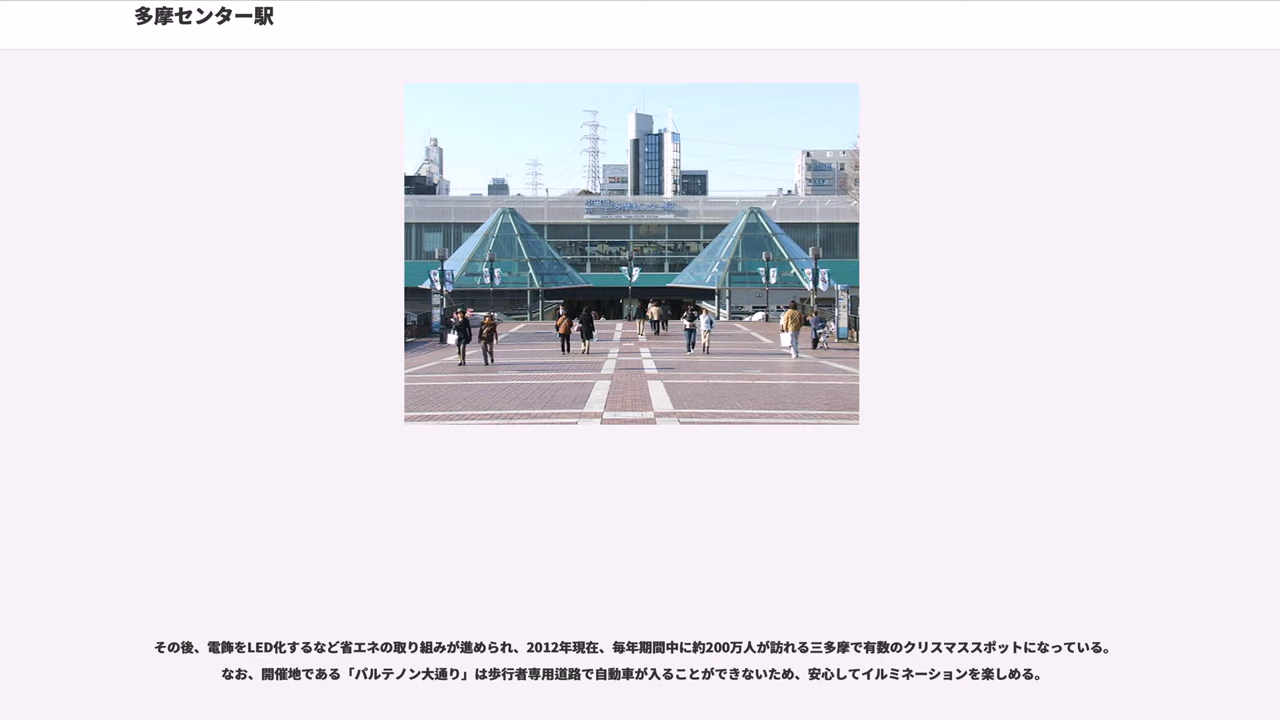 多摩センター駅
その後、電飾をLED化するなど省エネの取り組みが進められ、2012年現在、毎年期間中に約200万人が訪れる三多摩で有数のクリスマススポットになっている。
なお、開催地である「パルテノン大通り」は歩行者専用道路で自動車が入ることができないため、安心してイルミネーションを楽しめる。